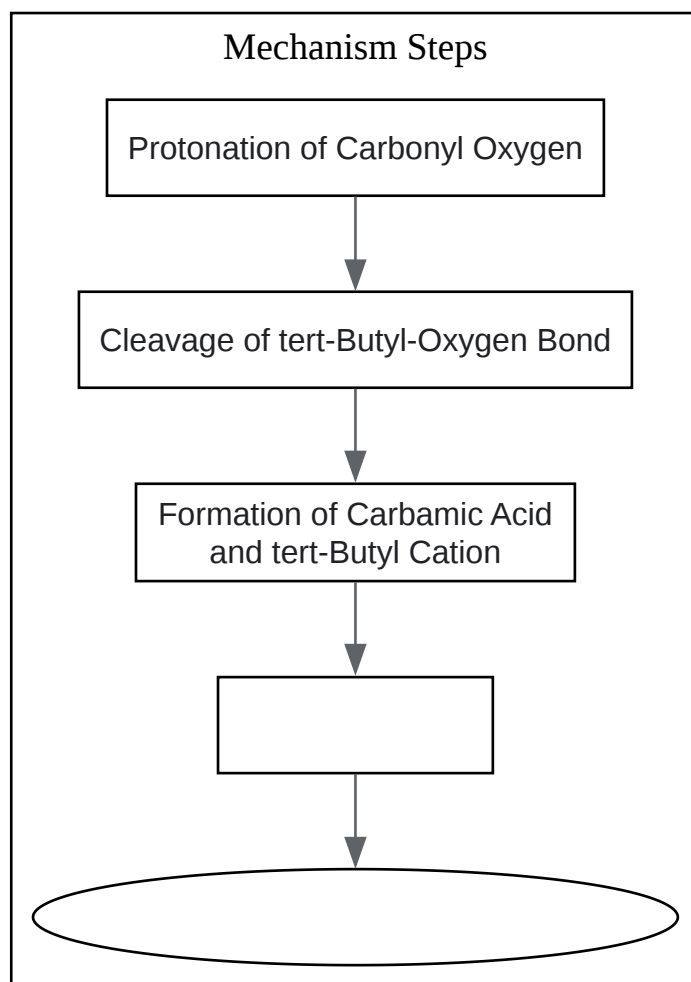 Mechanism Steps
Protonation of Carbonyl Oxygen
Cleavage of tert-Butyl-Oxygen Bond
Formation of Carbamic Acid
and tert-Butyl Cation